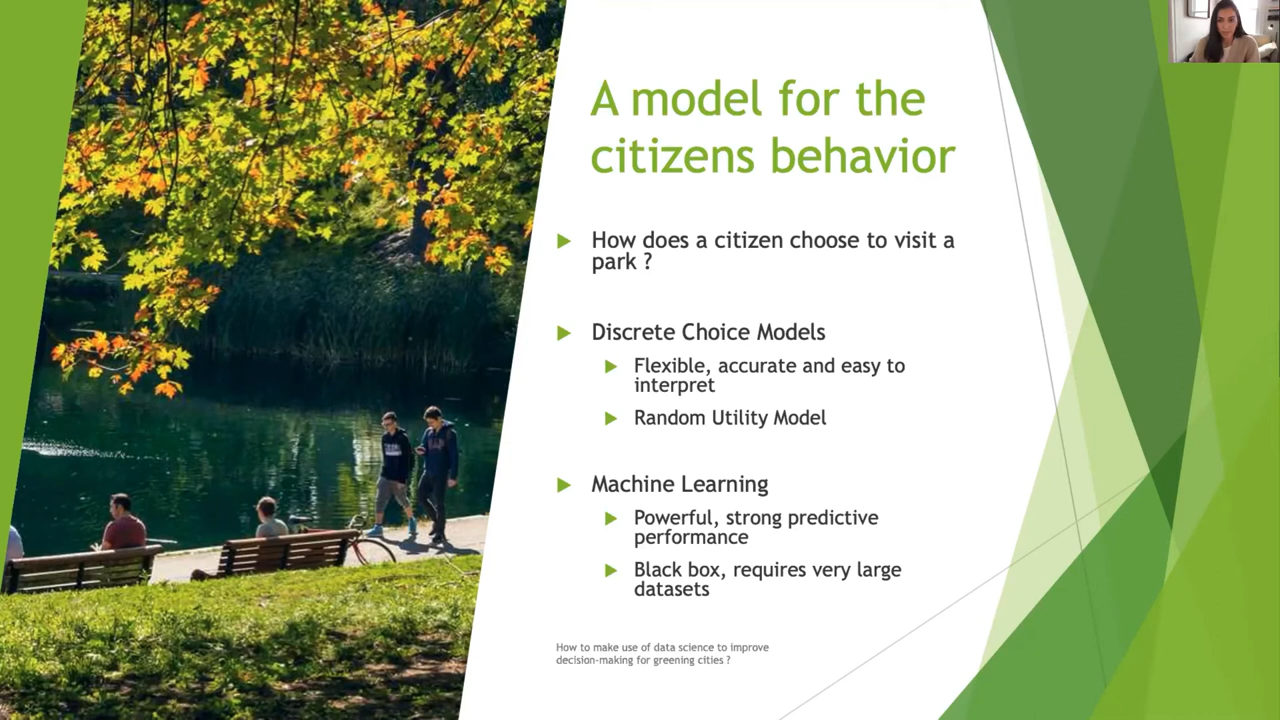 A model for the
citizens behavior
How does a citizen choose to visit a
park ?
Discrete Choice Models
Flexible, accurate and easy to
interpret
Random Utility Model
Machine Learning
Powerful, strong predictive
performance
Black box, requires very large
datasets
How to make use of data science to improve
decision-making for greening cities ?